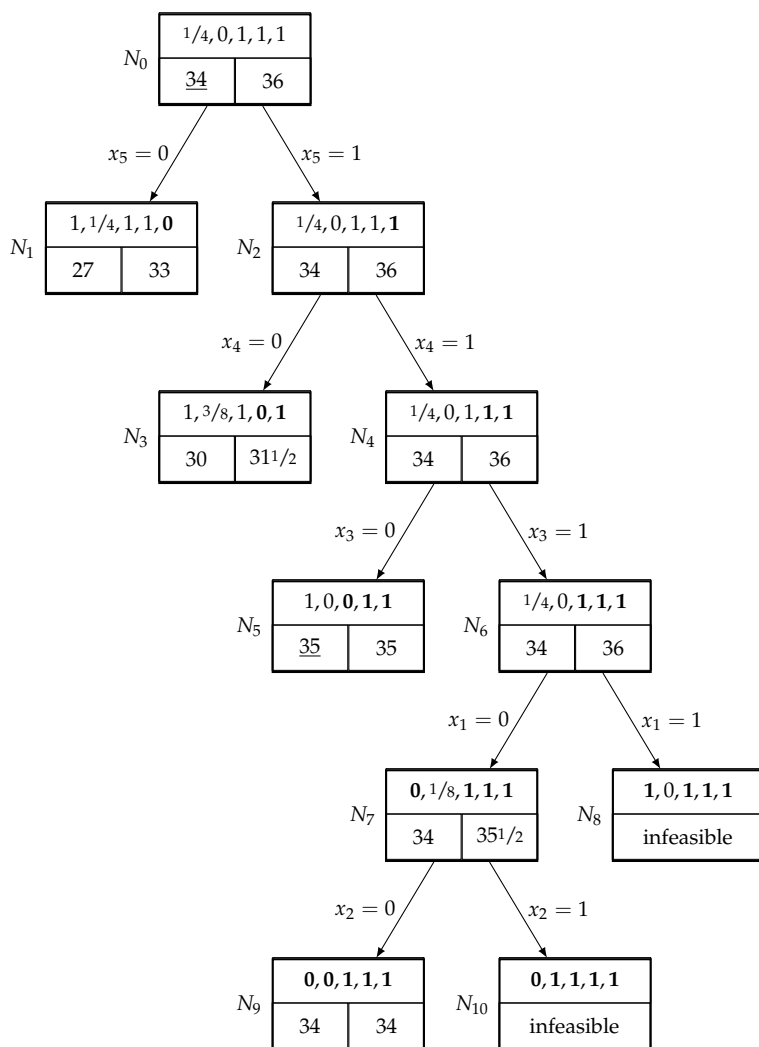 1/4, 0, 1, 1, 1
N0
34 36
x5 = 0 x5 = 1
1, 1/4, 1, 1, 0 1/4, 0, 1, 1, 1
N1 N2
27 33 34 36
x4 = 0 x4 = 1
1, 3/8, 1, 0, 1 1/4, 0, 1, 1, 1
N3 N4
30 31 1/2 34 36
x3 = 0 x3 = 1
1, 0, 0, 1, 1 1/4, 0, 1, 1, 1
N5 N6
35 35 34 36
x1 = 0 x1 = 1
0, 1/8, 1, 1, 1 1, 0, 1, 1, 1
N7 N8
34 35 1/2 infeasible
x2 = 0 x2 = 1
0, 0, 1, 1, 1 0, 1, 1, 1, 1
N9 N10
34 34 infeasible